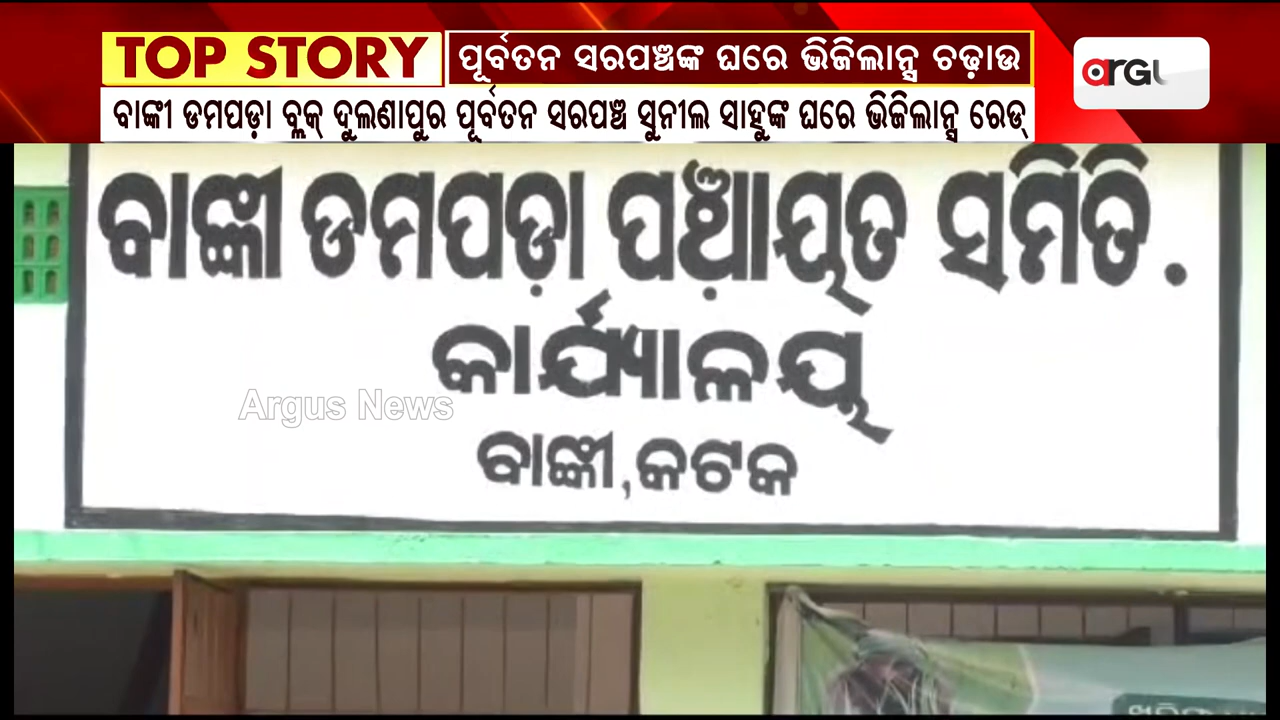 TOP STORY
ପୂର୍ବତନ ସରପଞ୍ଚଙ୍କ ଘରେ ଭିଜିଲାନ୍ସ ଚଢ଼ାଉ
ବାଙ୍କୀ ଡମପଡ଼ା ବ୍ଲକ୍ ଦୁଲଣାପୁର ପୂର୍ବତନ ସରପଞ୍ଚ ସୁନୀଲ ସାହୁଙ୍କ ଘରେ ଭିଜିଲାନ୍ସ ରେଡ୍
ବାଙ୍କୀ ଡମପଡ଼ା ପଞ୍ଚାୟତ ସମିତି.
କାର୍ଯ୍ୟାଳୟ
Argus News
ବାଙ୍କୀ,କଟକ